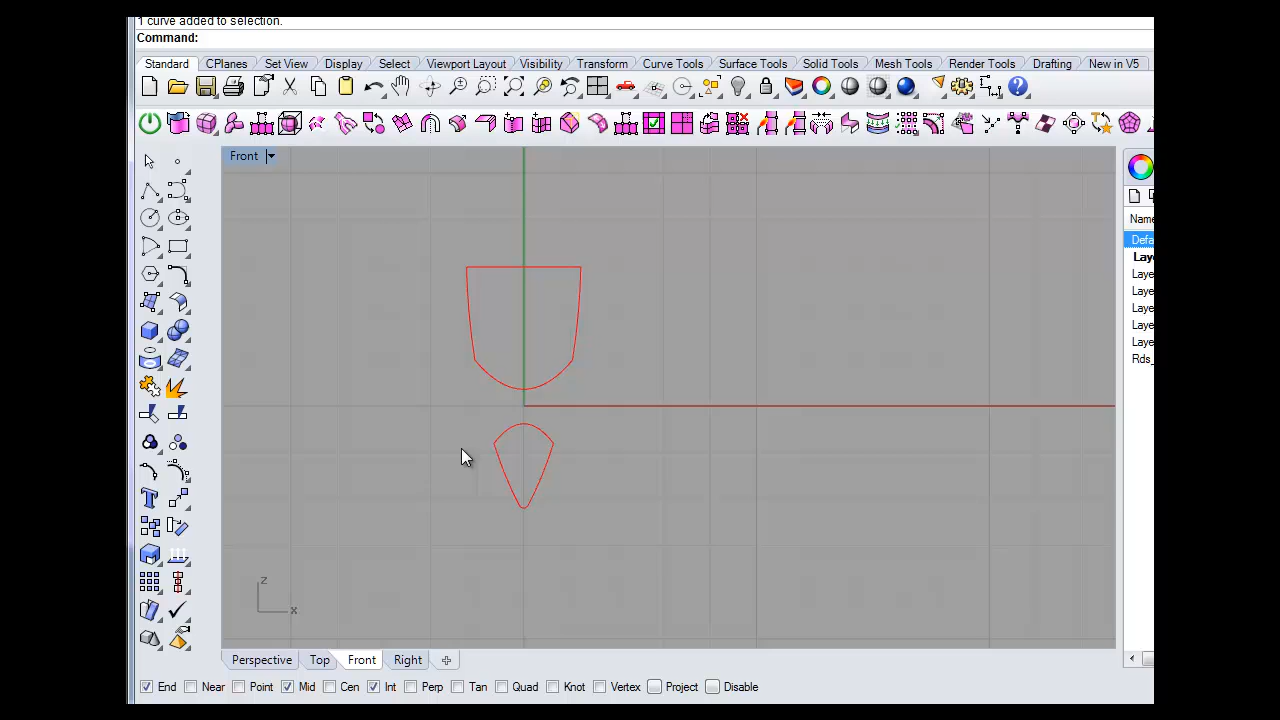 1 curve added to selection.
Command:
Standard CPlanes Set View Display Select Viewport Layout Visibility Transform Curve Tools Surface Tools Solid Tools Mesh Tools Render Tools Drafting New in V5
Front
Name
Defa
Laye
Laye
Laye
Laye
Laye
Laye
Rds_
z
x
Perspective Top Front Right
End Near Point Mid Cen Int Perp Tan Quad Knot Vertex Project Disable